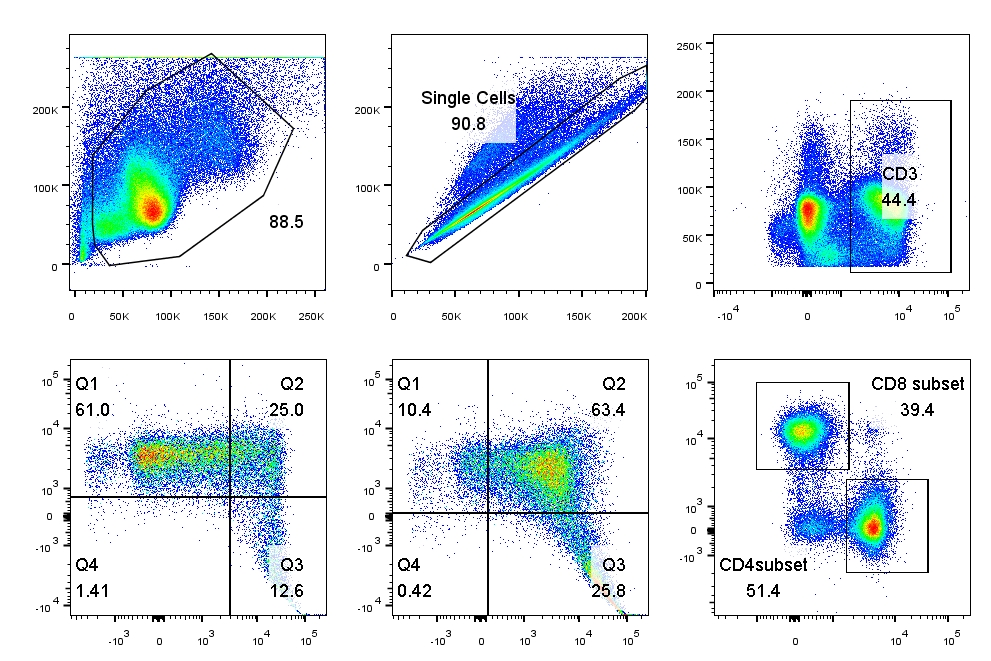 200K
100K
0
88.5
0 50K 100K 150K 200K 250K
Single Cells
90.8
200K
100K
0
0 50K 100K 150K 200K
250K
200K
150K
100K
50K
0
CD3
44.4
-10^4 0 10^4 10^5
Q1
61.0
Q2
25.0
Q4
1.41
Q3
12.6
10^5
10^4
10^3
0
-10^3
-10^4
-10^3 0 10^3 10^4 10^5
Q1
10.4
Q2
63.4
Q4
0.42
Q3
25.8
10^5
10^4
10^3
0
-10^3
-10^4
-10^3 0 10^3 10^4 10^5
CD8 subset
39.4
CD4subset
51.4
10^5
10^4
10^3
0
-10^3
0 10^4 10^5